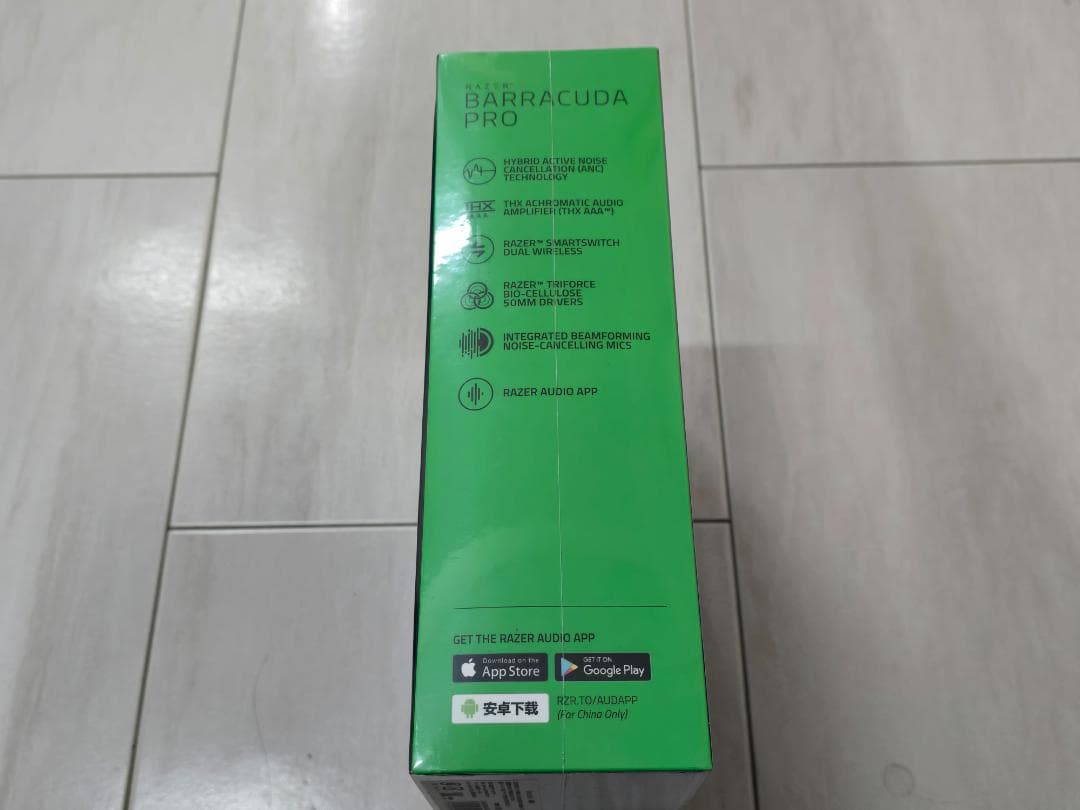 RAZER™
BARRACUDA
PRO
HYBRID ACTIVE NOISE
CANCELLATION (ANC)
TECHNOLOGY
THX
AAA
THX ACHROMATIC AUDIO
AMPLIFIER (THX AAA™)
RAZER™ SMARTSWITCH
DUAL WIRELESS
RAZER™ TRIFORCE
BIO-CELLULOSE
50MM DRIVERS
INTEGRATED BEAMFORMING
NOISE-CANCELLING MICS
RAZER AUDIO APP
GET THE RAZER AUDIO APP
Download on the
App Store
GET IT ON
Google Play
安卓下载
RZR.TO/AUDAPP
(For China Only)